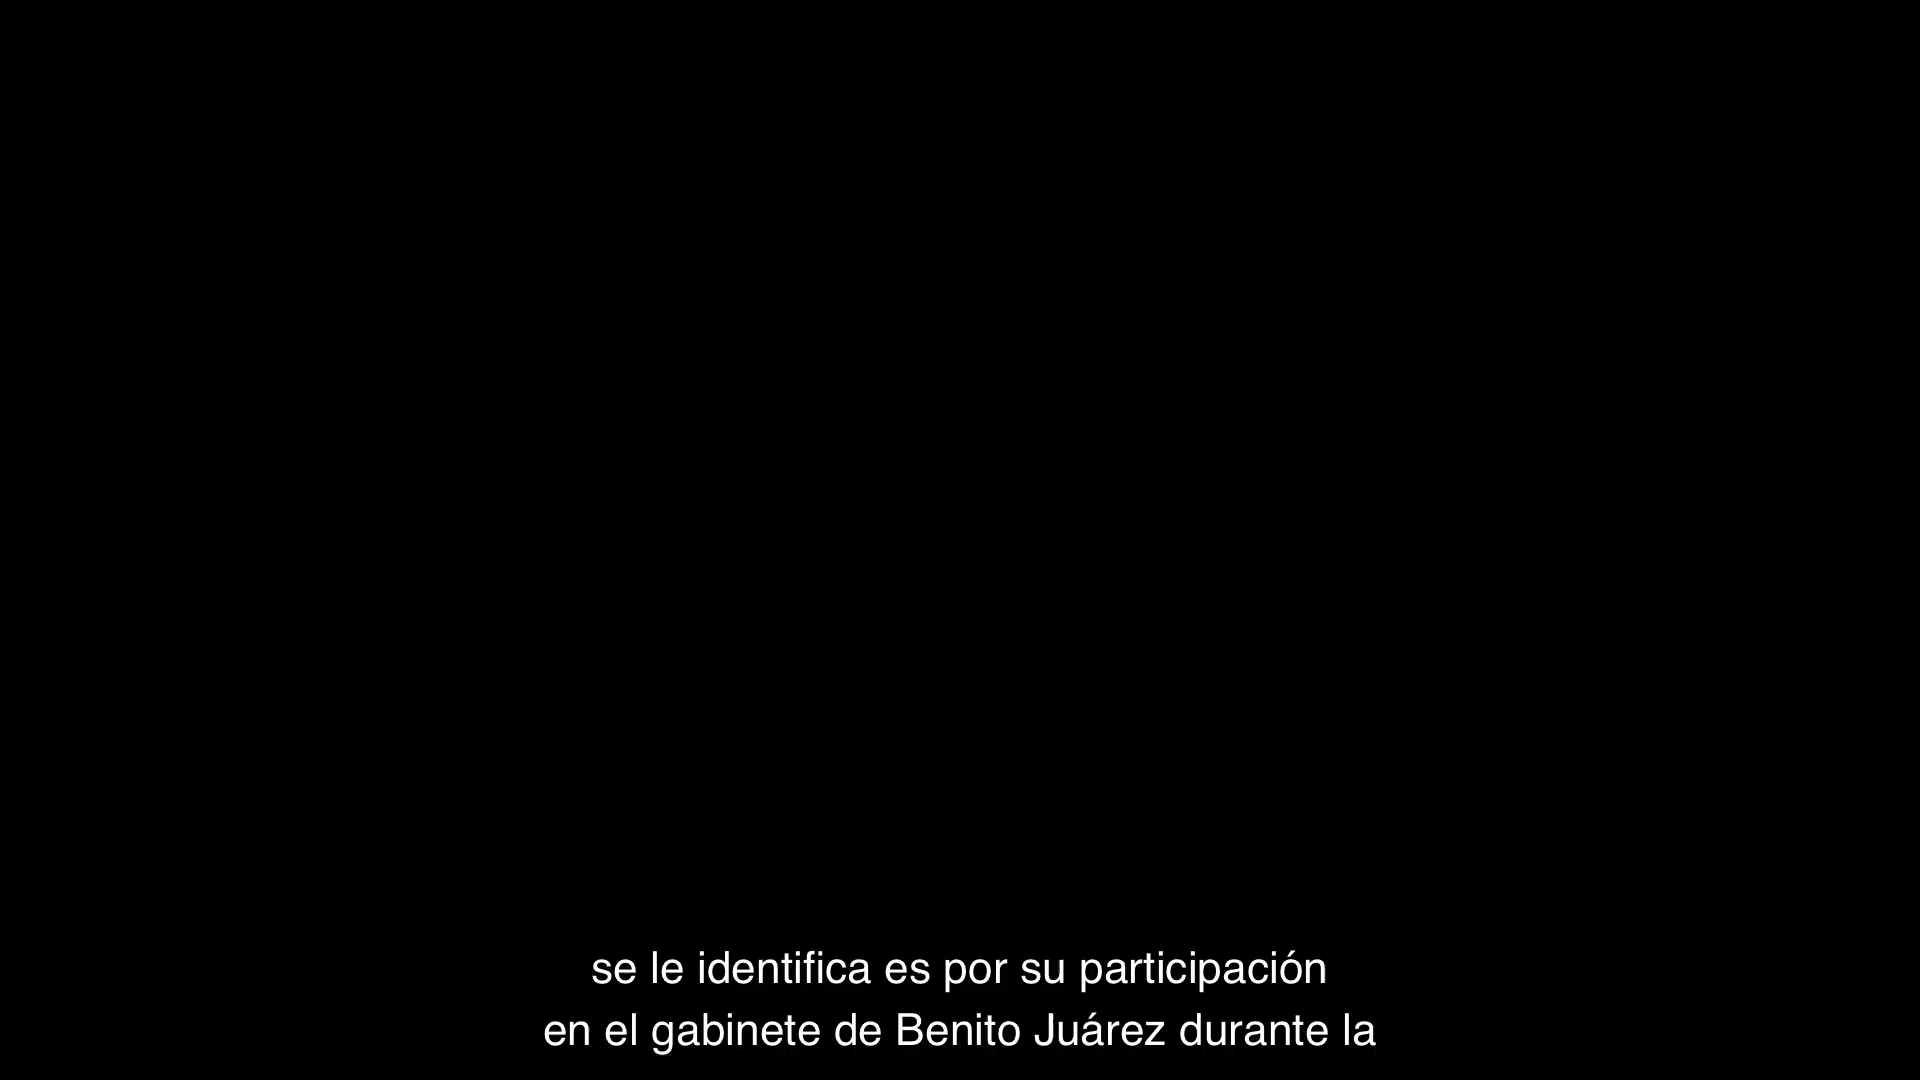 se le identifica es por su participación
en el gabinete de Benito Juárez durante la